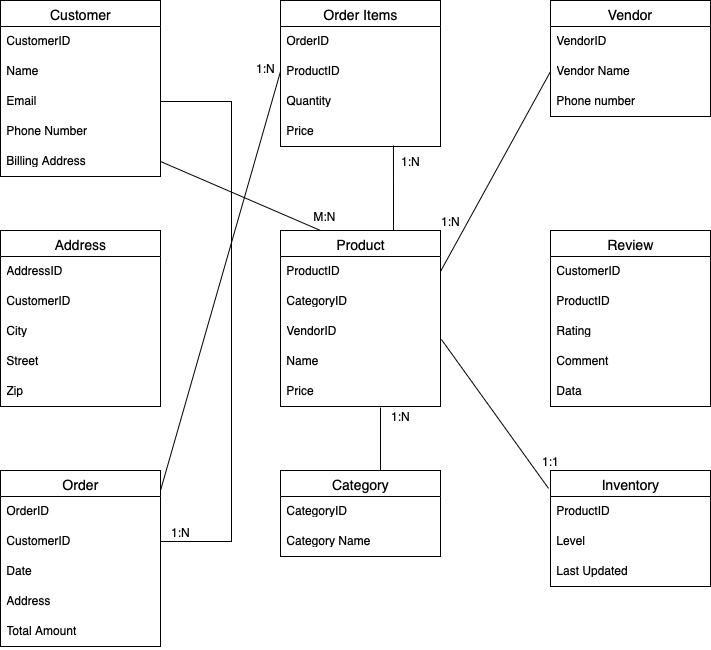 Customer
CustomerID
Name
Email
Phone Number
Billing Address
Order Items
OrderID
ProductID
Quantity
Price
Vendor
VendorID
Vendor Name
Phone number
1:N
1:N
M:N
1:N
Address
AddressID
CustomerID
City
Street
Zip
Product
ProductID
CategoryID
VendorID
Name
Price
Review
CustomerID
ProductID
Rating
Comment
Data
1:N
1:1
Order
OrderID
CustomerID
Date
Address
Total Amount
1:N
Category
CategoryID
Category Name
Inventory
ProductID
Level
Last Updated